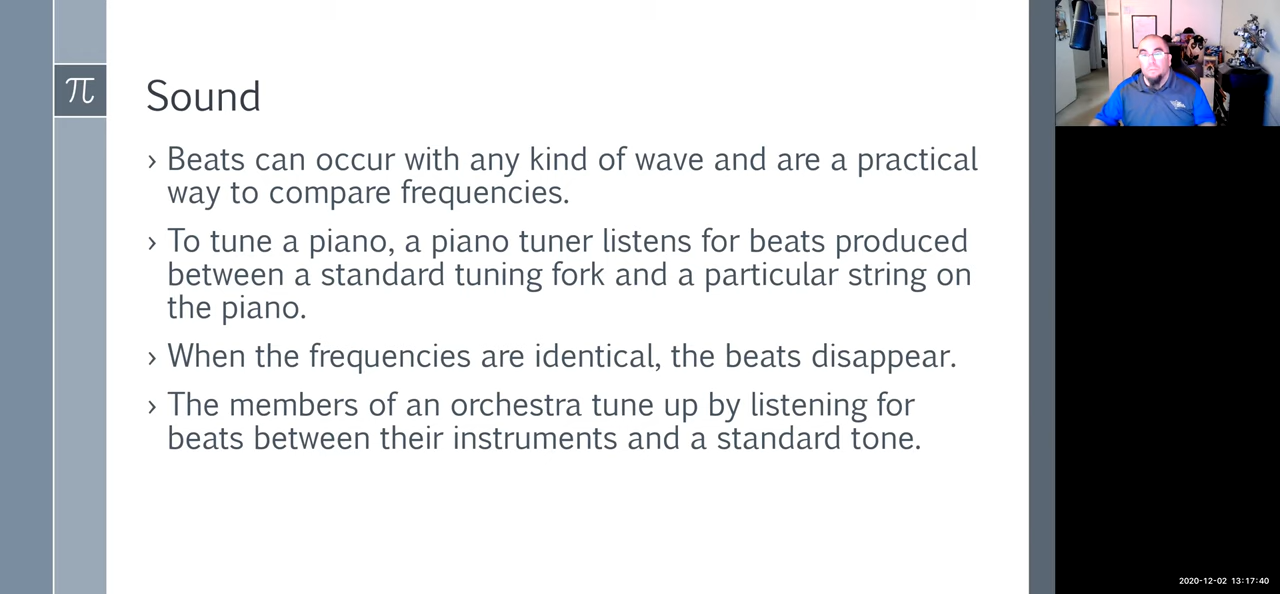 π
Sound
› Beats can occur with any kind of wave and are a practical
way to compare frequencies.
› To tune a piano, a piano tuner listens for beats produced
between a standard tuning fork and a particular string on
the piano.
› When the frequencies are identical, the beats disappear.
› The members of an orchestra tune up by listening for
beats between their instruments and a standard tone.
2020-12-02 13:17:40